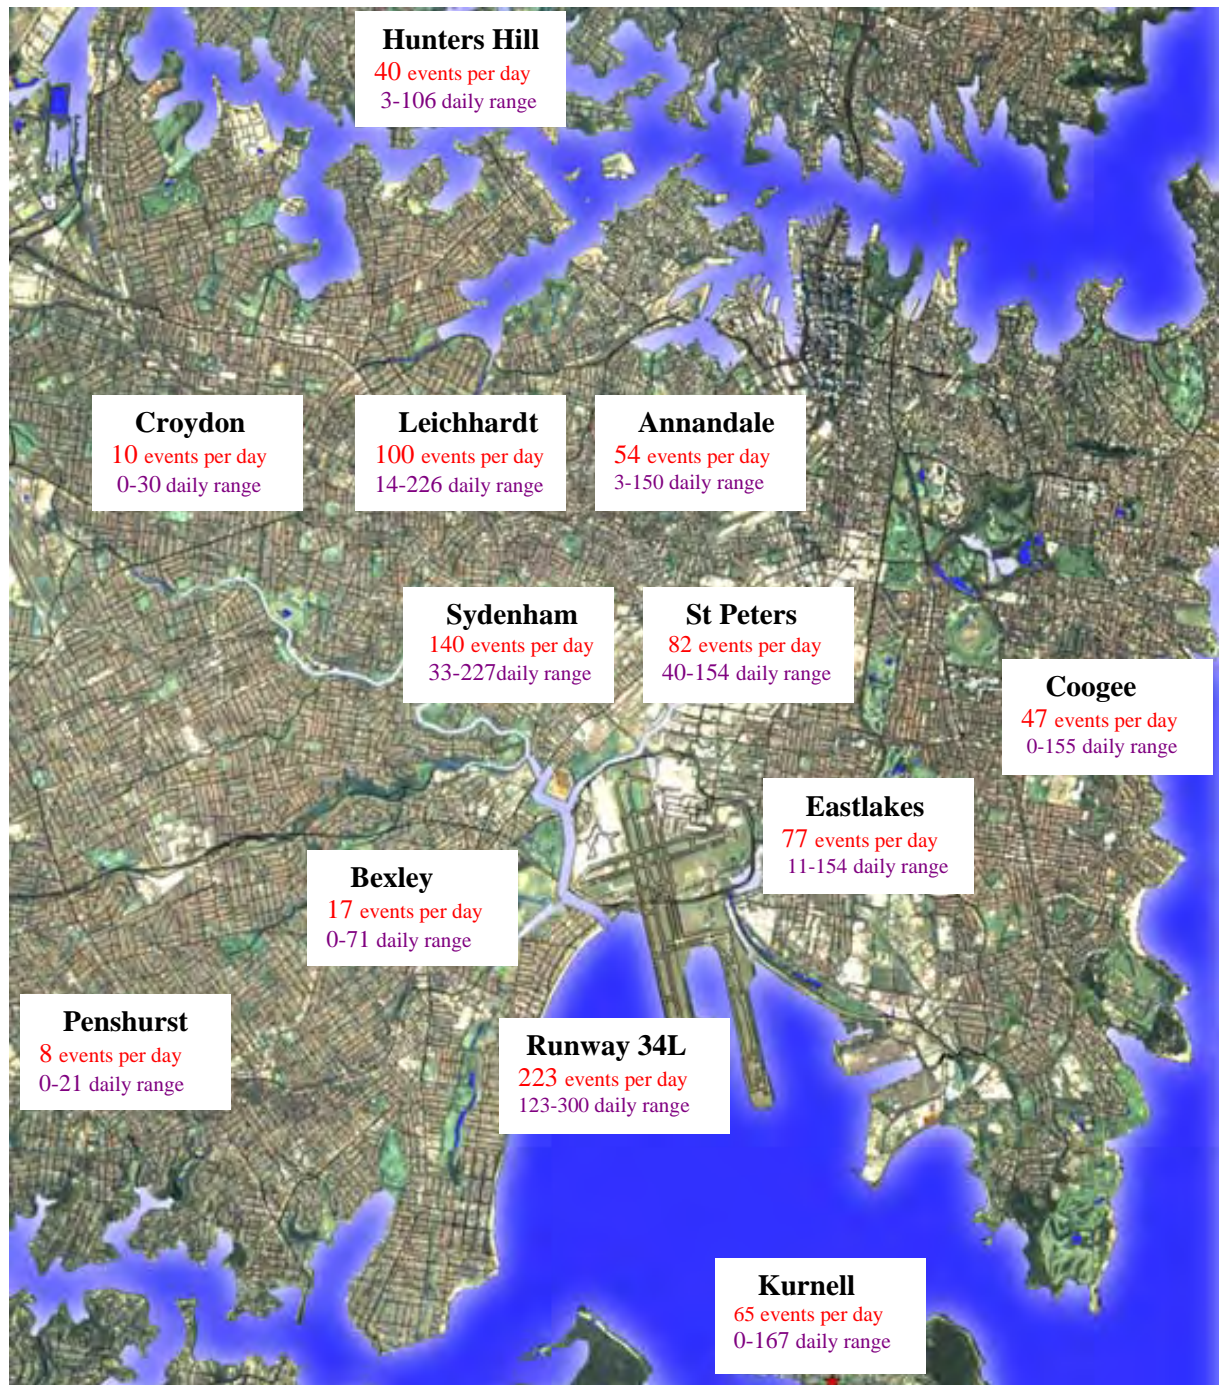 Hunters Hill
40 events per day
3-106 daily range
Croydon
10 events per day
0-30 daily range
Leichhardt
100 events per day
14-226 daily range
Annandale
54 events per day
3-150 daily range
Sydenham
140 events per day
33-227daily range
St Peters
82 events per day
40-154 daily range
Coogee
47 events per day
0-155 daily range
Eastlakes
77 events per day
11-154 daily range
Bexley
17 events per day
0-71 daily range
Penshurst
8 events per day
0-21 daily range
Runway 34L
223 events per day
123-300 daily range
Kurnell
65 events per day
0-167 daily range